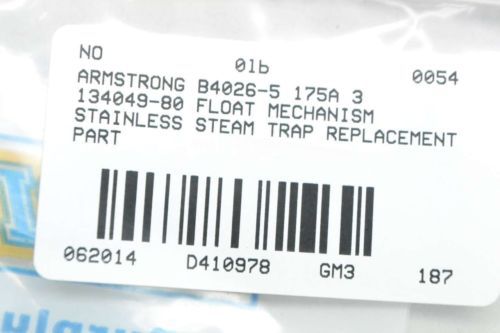 NO 01b 0054
ARMSTRONG B4026-5 175A 3
134049-80 FLOAT MECHANISM
STAINLESS STEAM TRAP REPLACEMENT
PART
062014 D410978 GM3 187